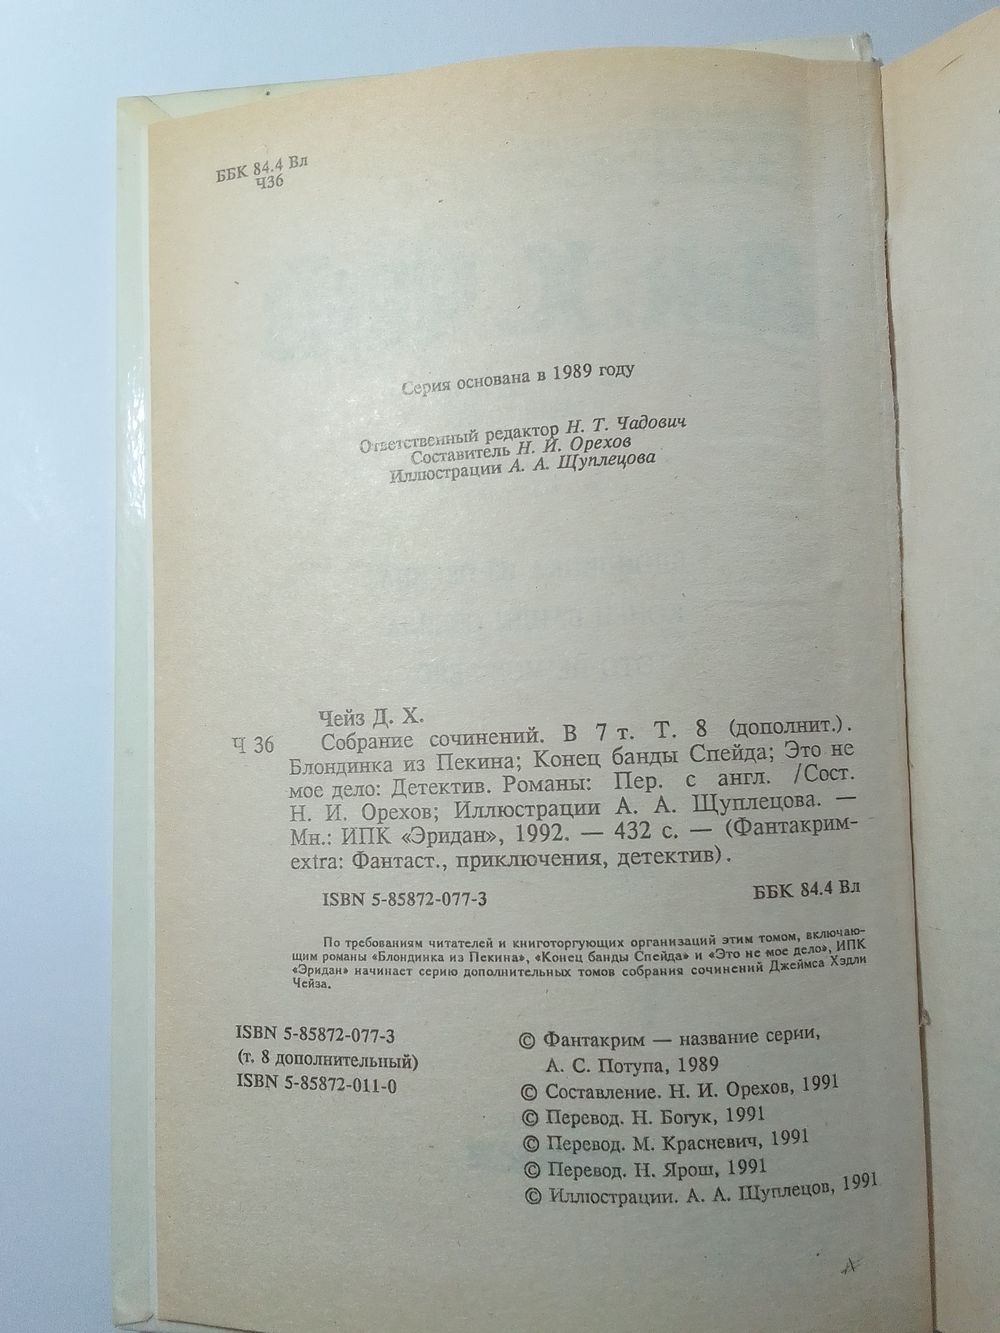 ББК 84.4 Вл
Ч36
Серия основана в 1989 году
Ответственный редактор Н. Т. Чадович
Составитель Н. И. Орехов
Иллюстрации А. А. Щуплецова
Чейз Д. Х.
Ч 36 Собрание сочинений. В 7 т. Т. 8 (дополнит.).
Блондинка из Пекина; Конец банды Спейда; Это не
мое дело: Детектив. Романы: Пер. с англ. /Сост.
Н. И. Орехов; Иллюстрации А. А. Щуплецова. —
Мн.: ИПК «Эридан», 1992. — 432 с. — (Фантакрим-
extra: Фантаст., приключения, детектив).
ISBN 5-85872-077-3 ББК 84.4 Вл
По требованиям читателей и книготоргующих организаций этим томом, включаю-
щим романы «Блондинка из Пекина», «Конец банды Спейда» и «Это не мое дело», ИПК
«Эридан» начинает серию дополнительных томов собрания сочинений Джеймса Хэдли
Чейза.
ISBN 5-85872-077-3
(т. 8 дополнительный)
ISBN 5-85872-011-0
© Фантакрим — название серии,
А. С. Потупа, 1989
© Составление. Н. И. Орехов, 1991
© Перевод. Н. Богук, 1991
© Перевод. М. Красневич, 1991
© Перевод. Н. Ярош, 1991
© Иллюстрации. А. А. Щуплецов, 1991